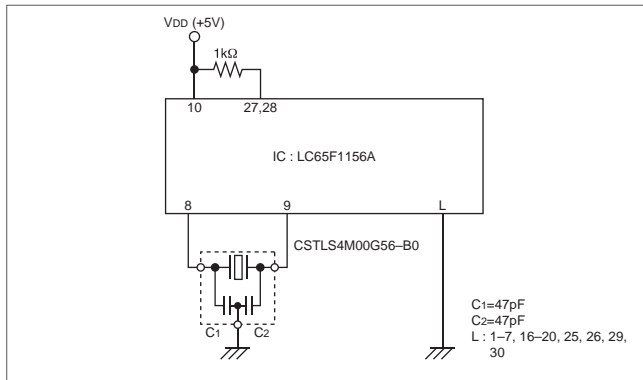 VDD (+5V)
1kΩ
10
27,28
IC : LC65F1156A
8
9
L
CSTLS4M00G56–B0
C1
C2
C1=47pF
C2=47pF
L : 1–7, 16–20, 25, 26, 29,
30